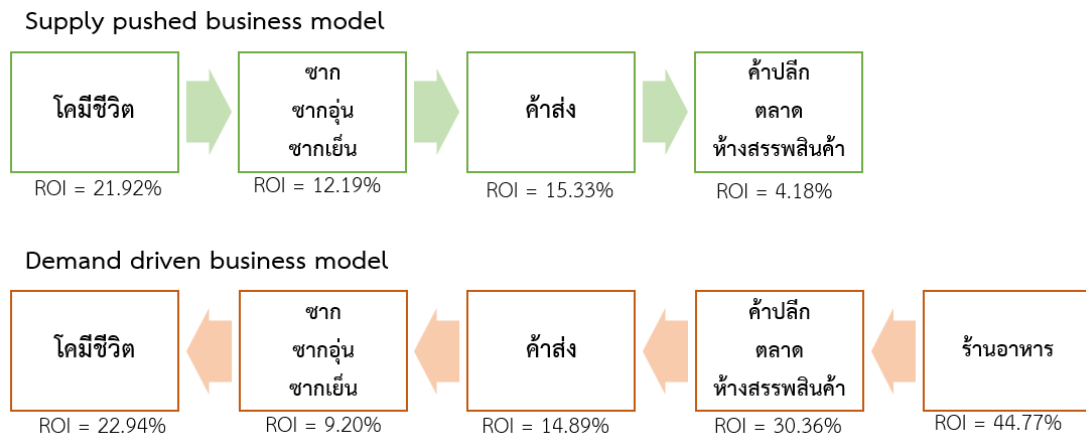 Supply pushed business model
โคมีชีวิต
ซาก
ซากอุ่น
ซากเย็น
ค้าส่ง
ค้าปลีก
ตลาด
ห้างสรรพสินค้า
ROI = 21.92%
ROI = 12.19%
ROI = 15.33%
ROI = 4.18%
Demand driven business model
โคมีชีวิต
ซาก
ซากอุ่น
ซากเย็น
ค้าส่ง
ค้าปลีก
ตลาด
ห้างสรรพสินค้า
ร้านอาหาร
ROI = 22.94%
ROI = 9.20%
ROI = 14.89%
ROI = 30.36%
ROI = 44.77%